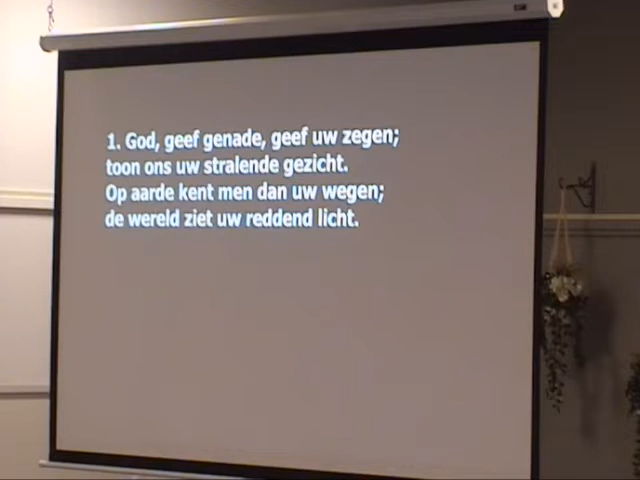 1. God, geef genade, geef uw zegen;
toon ons uw stralende gezicht.
Op aarde kent men dan uw wegen;
de wereld ziet uw reddend licht.